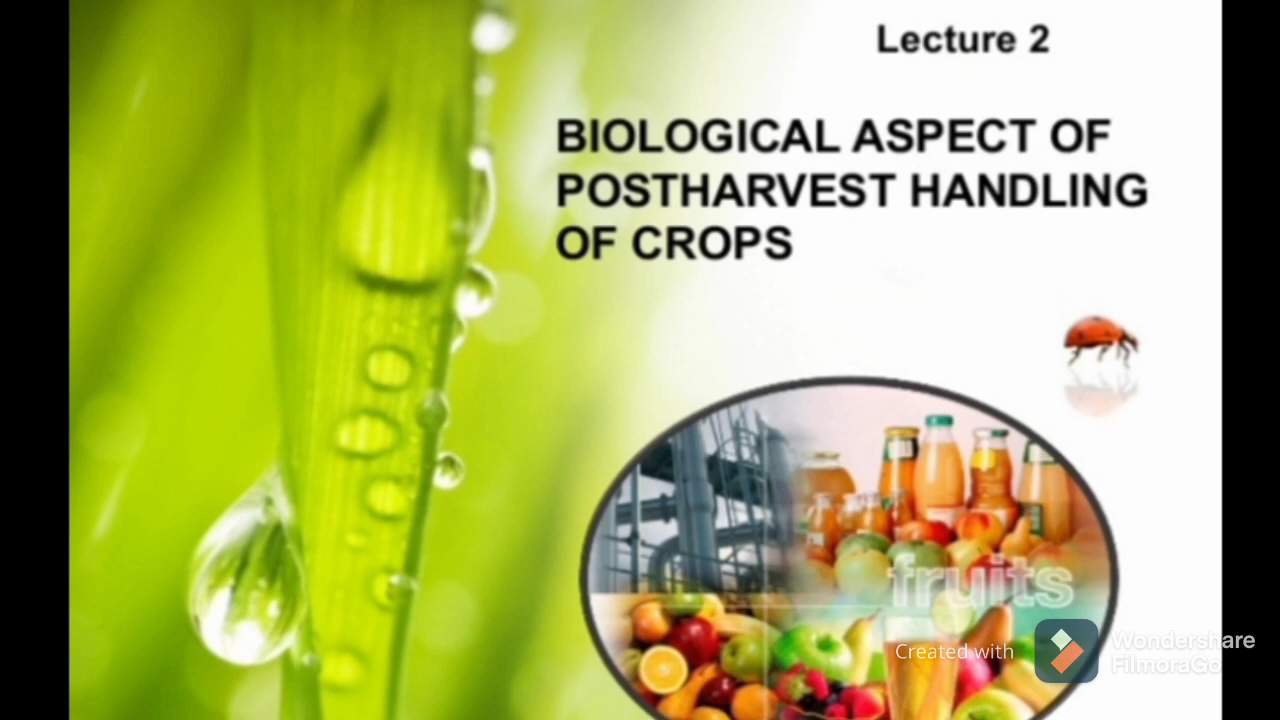 Lecture 2
BIOLOGICAL ASPECT OF
POSTHARVEST HANDLING
OF CROPS
fruits
Created with
Wondershare
FilmoraGo